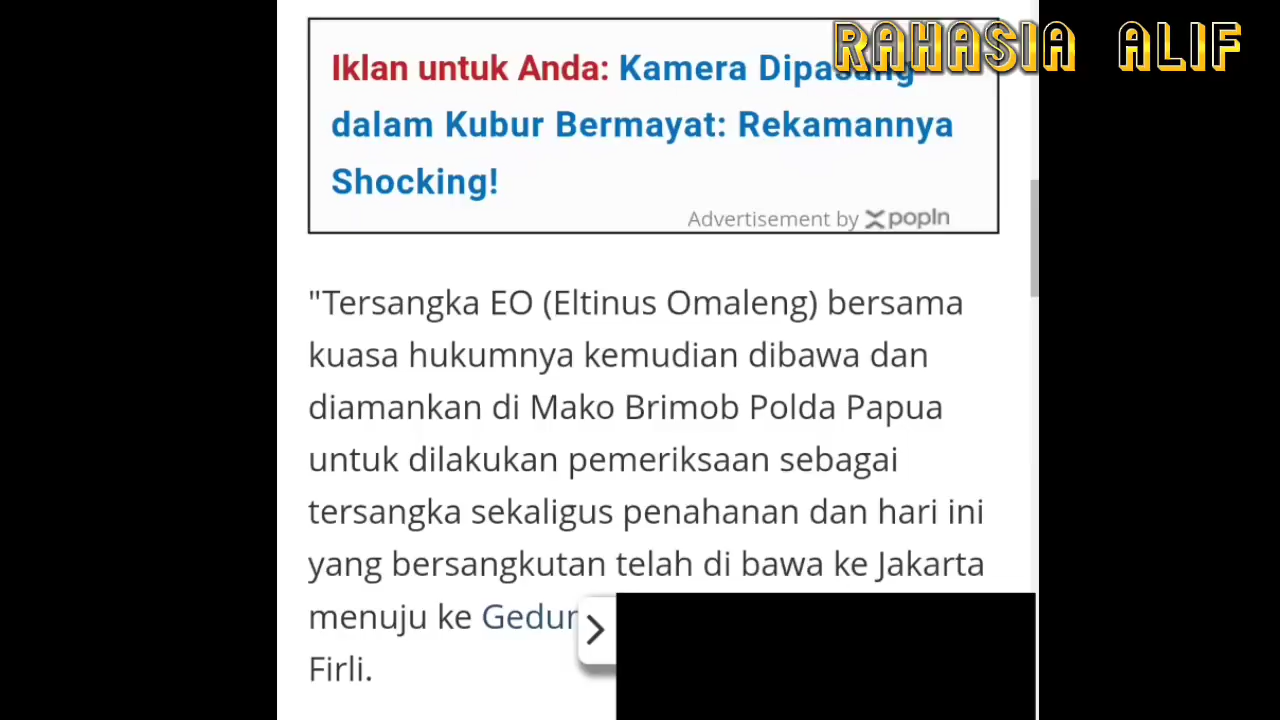 RAHASIA ALIF
Iklan untuk Anda: Kamera Dipasang
dalam Kubur Bermayat: Rekamannya
Shocking!
Advertisement by popIn
"Tersangka EO (Eltinus Omaleng) bersama
kuasa hukumnya kemudian dibawa dan
diamankan di Mako Brimob Polda Papua
untuk dilakukan pemeriksaan sebagai
tersangka sekaligus penahanan dan hari ini
yang bersangkutan telah di bawa ke Jakarta
menuju ke
Firli.